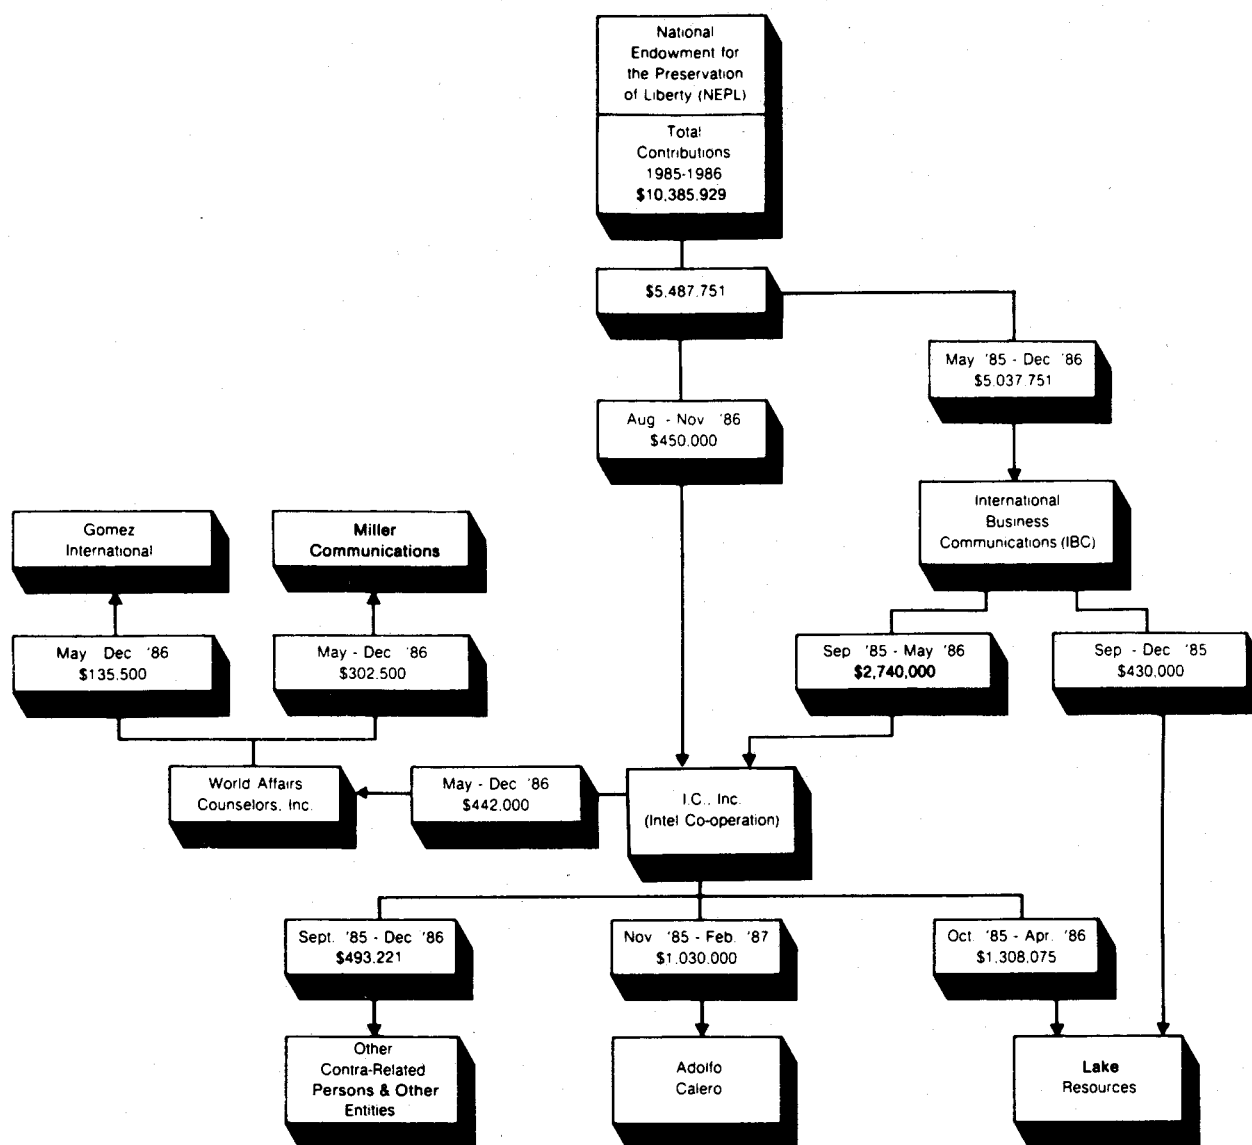 National
Endowment for
the Preservation
of Liberty (NEPL)
Total
Contributions
1985-1986
$10.385.929
$5.487.751
May '85 - Dec '86
$5.037.751
Aug - Nov '86
$450.000
International
Business
Communications (IBC)
Gomez
International
Miller
Communications
May Dec '86
$135.500
May - Dec '86
$302.500
Sep '85 - May '86
$2,740,000
Sep - Dec '85
$430.000
World Affairs
Counselors, Inc.
May - Dec '86
$442.000
I.C., Inc.
(Intel Co-operation)
Sept. '85 - Dec '86
$493.221
Nov '85 - Feb. '87
$1.030.000
Oct. '85 - Apr. '86
$1.308.075
Other
Contra-Related
Persons & Other
Entities
Adolfo
Calero
Lake
Resources